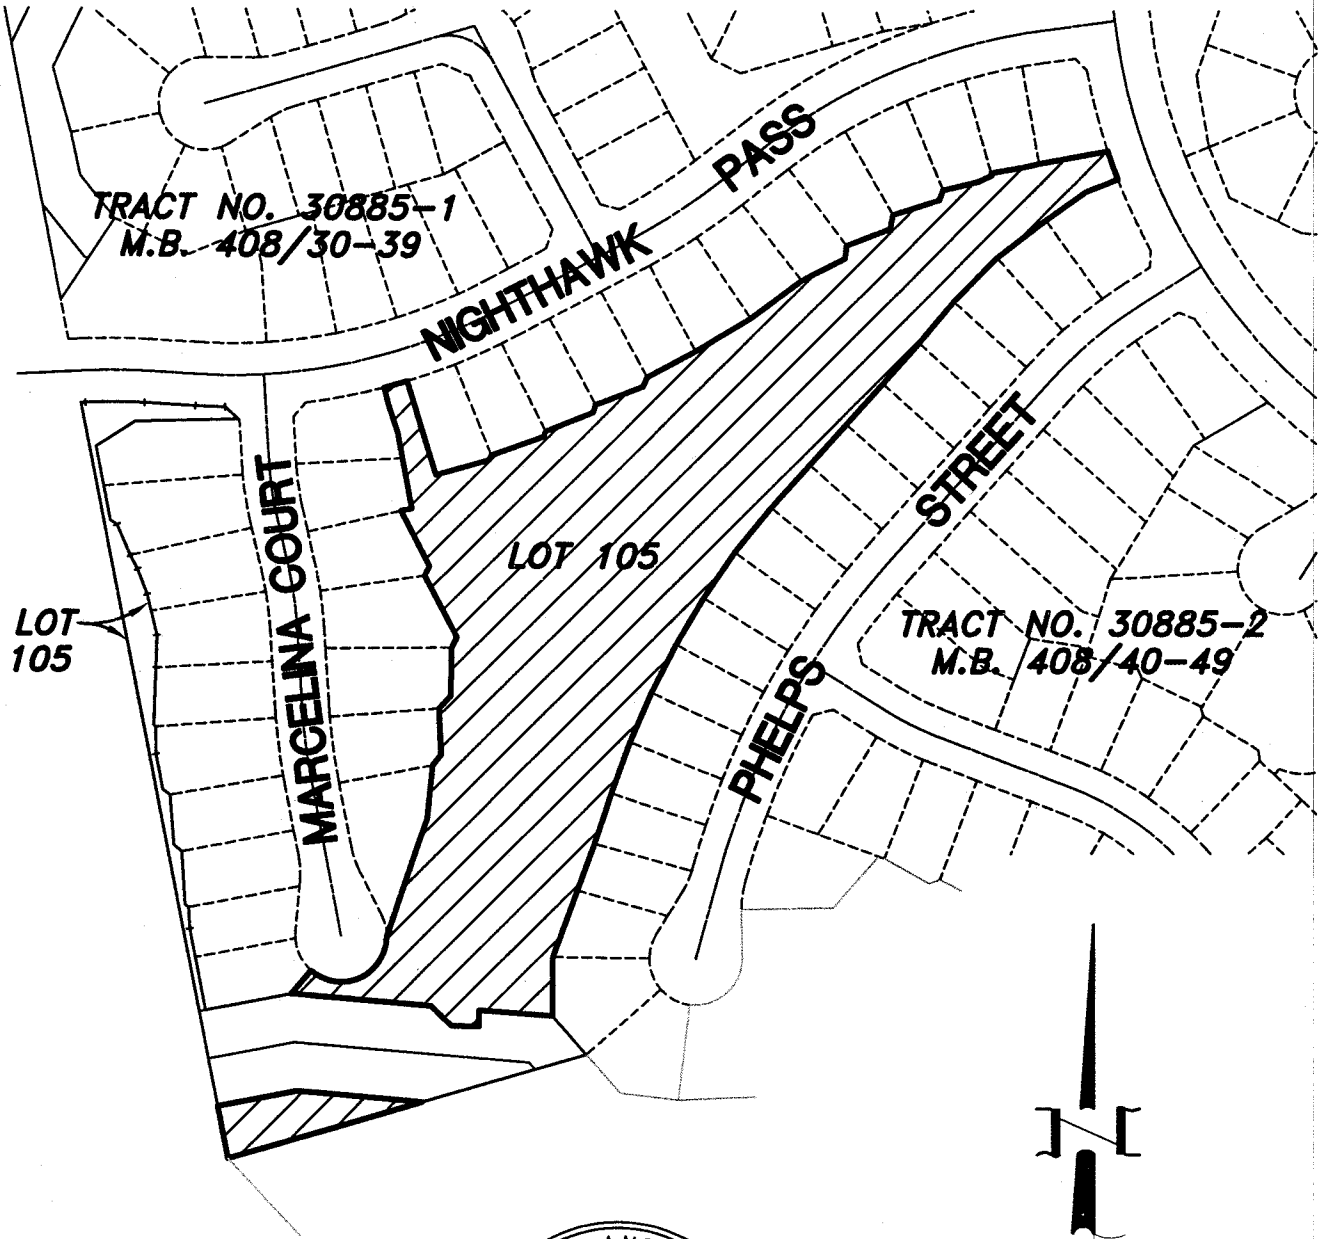 PASS
TRACT NO. 30885-1
M.B. 408/30-39
NIGHTHAWK
STREET
MARCELINA COURT
LOT 105
LOT
105
TRACT NO. 30885-2
M.B. 408/40-49
PHELPS